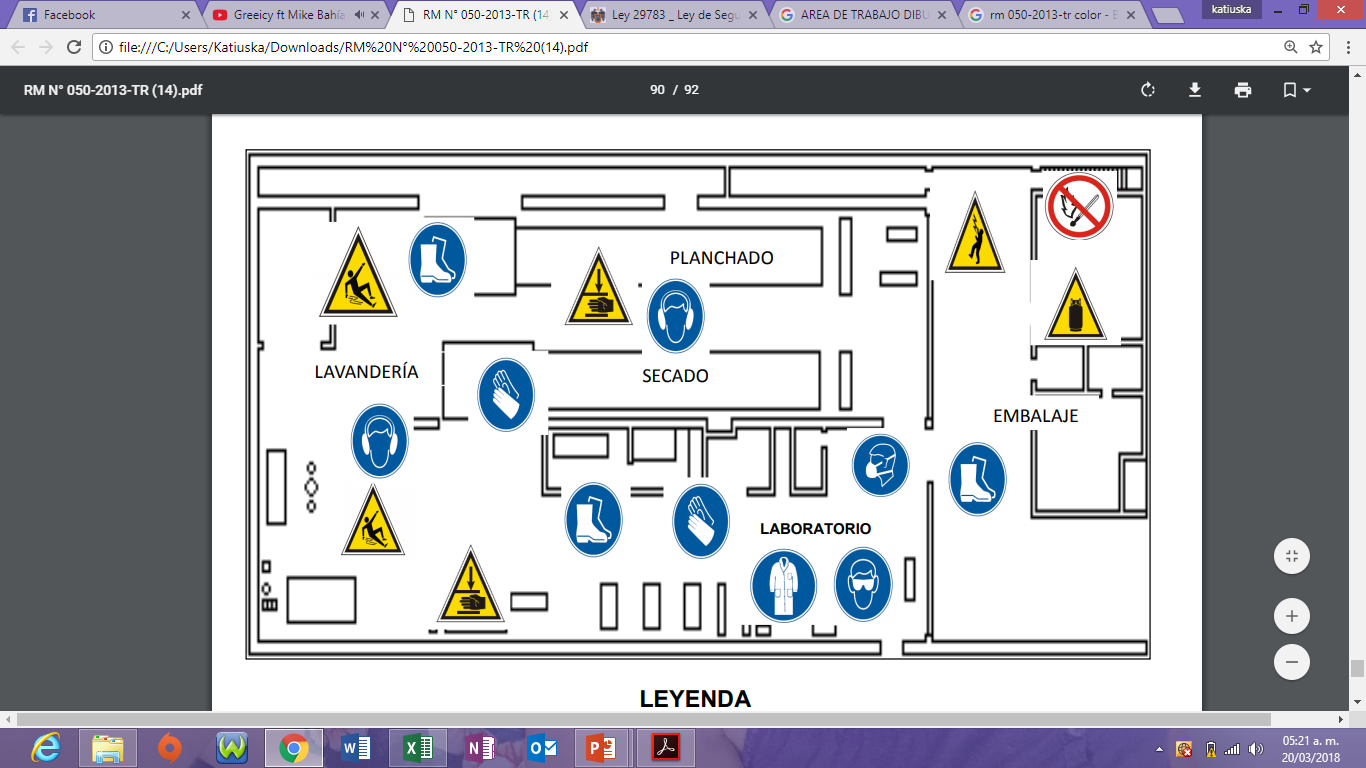 Facebook
Greeicy ft Mike Bahía
RM N° 050-2013-TR (14
Ley 29783 _ Ley de Segu
AREA DE TRABAJO DIBU
rm 050-2013-tr color - B
katiuska
file:///C:/Users/Katiuska/Downloads/RM%20N°%20050-2013-TR%20(14).pdf
RM N° 050-2013-TR (14).pdf
90 / 92
PLANCHADO
LAVANDERÍA
SECADO
EMBALAJE
LABORATORIO
LEYENDA
05:21 a. m.
20/03/2018